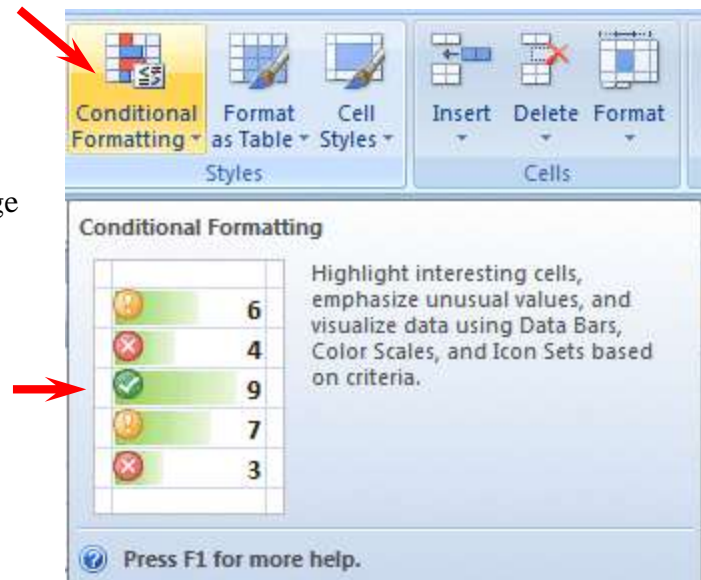 Conditional Format Cell Insert Delete Format
Formatting as Table Styles
Styles Cells
ge
Conditional Formatting
Highlight interesting cells,
emphasize unusual values, and
visualize data using Data Bars,
Color Scales, and Icon Sets based
on criteria.
6
4
9
7
3
Press F1 for more help.